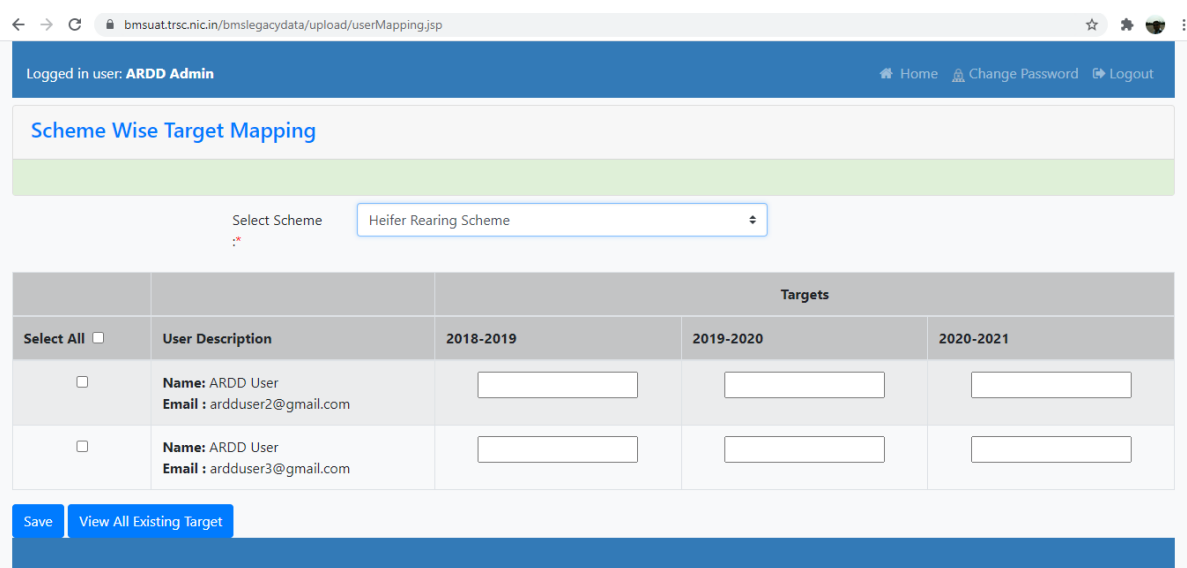 bmsuat.trsc.nic.in/bmslegacydata/upload/userMapping.jsp
Logged in user: ARDD Admin Home Change Password Logout
Scheme Wise Target Mapping
Select Scheme Heifer Rearing Scheme
:*
Targets
Select All User Description 2018-2019 2019-2020 2020-2021
Name: ARDD User
Email : ardduser2@gmail.com
Name: ARDD User
Email : ardduser3@gmail.com
Save View All Existing Target